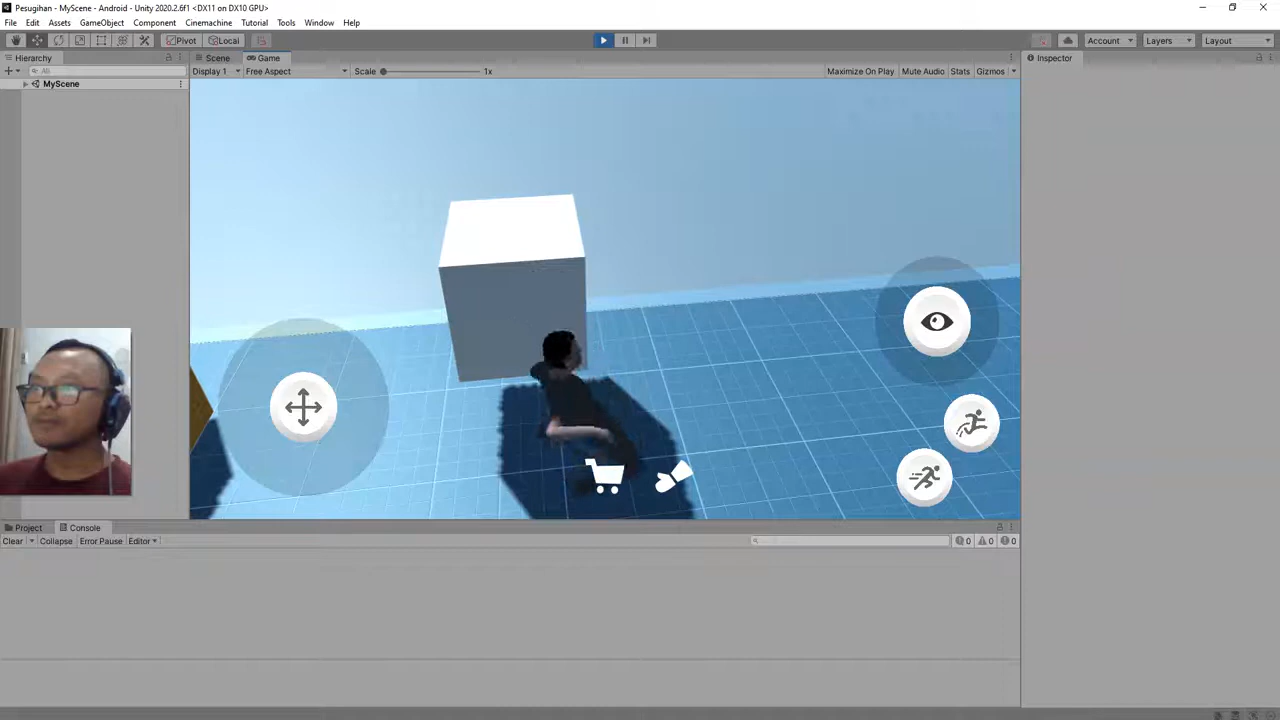 Pesugihan - MyScene - Android - Unity 2020.2.6f1 <DX11 on DX10 GPU>
File Edit Assets GameObject Component Cinemachine Tutorial Tools Window Help
Pivot Local Account Layers Layout
Hierarchy Scene Game Inspector
All Display 1 Free Aspect Scale 1x Maximize On Play Mute Audio Stats Gizmos
MyScene
Project Console
Clear Collapse Error Pause Editor 0 0 0